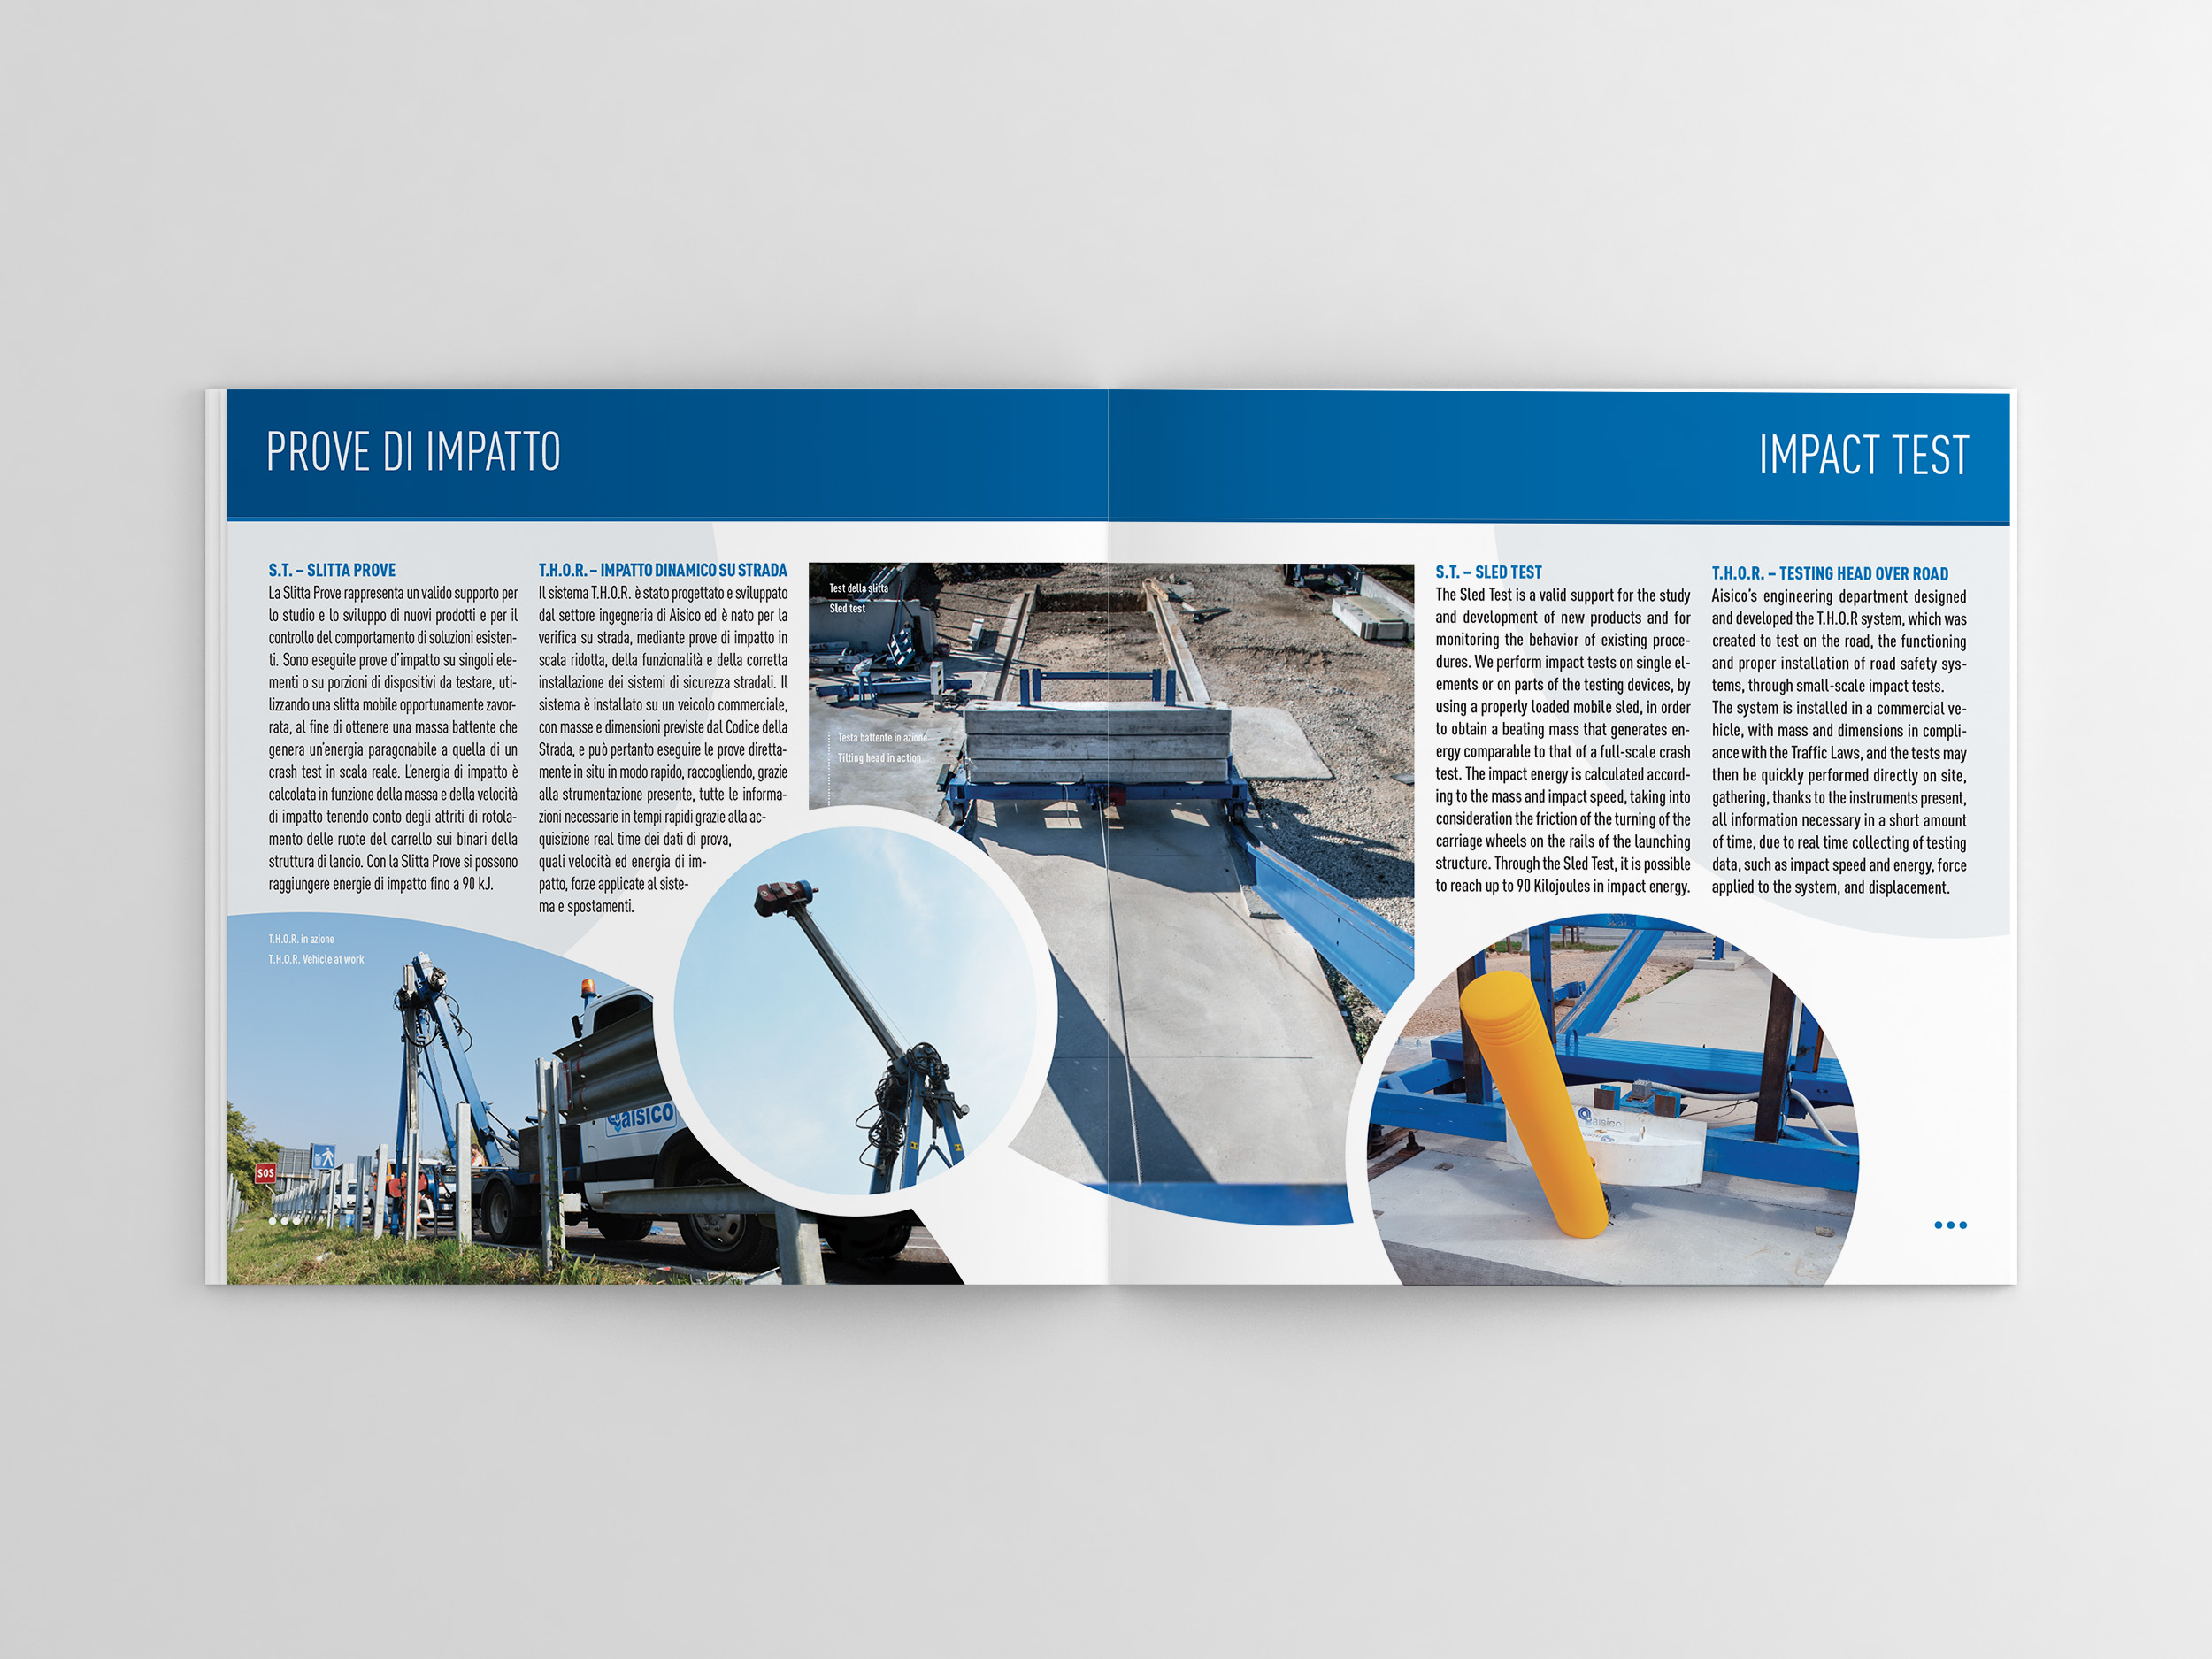 PROVE DI IMPATTO
IMPACT TEST
S.T. – SLITTA PROVE
La Slitta Prove rappresenta un valido supporto per
lo studio e lo sviluppo di nuovi prodotti e per il
controllo del comportamento di soluzioni esisten-
ti. Sono eseguite prove d'impatto su singoli ele-
menti o su porzioni di dispositivi da testare, uti-
lizzando una slitta mobile opportunamente zavor-
rata, al fine di ottenere una massa battente che
genera un'energia paragonabile a quella di un
crash test in scala reale. L'energia di impatto è
calcolata in funzione della massa e della velocità
di impatto tenendo conto degli attriti di rotola-
mento delle ruote del carrello sui binari della
struttura di lancio. Con la Slitta Prove si possono
raggiungere energie di impatto fino a 90 kJ.
T.H.O.R. – IMPATTO DINAMICO SU STRADA
Il sistema T.H.O.R. è stato progettato e sviluppato
dal settore ingegneria di Aisico ed è nato per la
verifica su strada, mediante prove di impatto in
scala ridotta, della funzionalità e della corretta
installazione dei sistemi di sicurezza stradali. Il
sistema è installato su un veicolo commerciale,
con masse e dimensioni previste dal Codice della
Strada, e può pertanto eseguire le prove diretta-
mente in situ in modo rapido, raccogliendo, grazie
alla strumentazione presente, tutte le informa-
zioni necessarie in tempi rapidi grazie alla ac-
quisizione real time dei dati di prova,
quali velocità ed energia di im-
patto, forze applicate al siste-
ma e spostamenti.
Test della slitta
Sled test
Testa battente in azione
Tilting head in action
S.T. – SLED TEST
The Sled Test is a valid support for the study
and development of new products and for
monitoring the behavior of existing proce-
dures. We perform impact tests on single el-
ements or on parts of the testing devices, by
using a properly loaded mobile sled, in order
to obtain a beating mass that generates en-
ergy comparable to that of a full-scale crash
test. The impact energy is calculated accord-
ing to the mass and impact speed, taking into
consideration the friction of the turning of the
carriage wheels on the rails of the launching
structure. Through the Sled Test, it is possible
to reach up to 90 Kilojoules in impact energy.
T.H.O.R. – TESTING HEAD OVER ROAD
Aisico's engineering department designed
and developed the T.H.O.R system, which was
created to test on the road, the functioning
and proper installation of road safety sys-
tems, through small-scale impact tests.
The system is installed in a commercial ve-
hicle, with mass and dimensions in compli-
ance with the Traffic Laws, and the tests may
then be quickly performed directly on site,
gathering, thanks to the instruments present,
all information necessary in a short amount
of time, due to real time collecting of testing
data, such as impact speed and energy, force
applied to the system, and displacement.
T.H.O.R. in azione
T.H.O.R. Vehicle at work
SOS
aisico
aisico